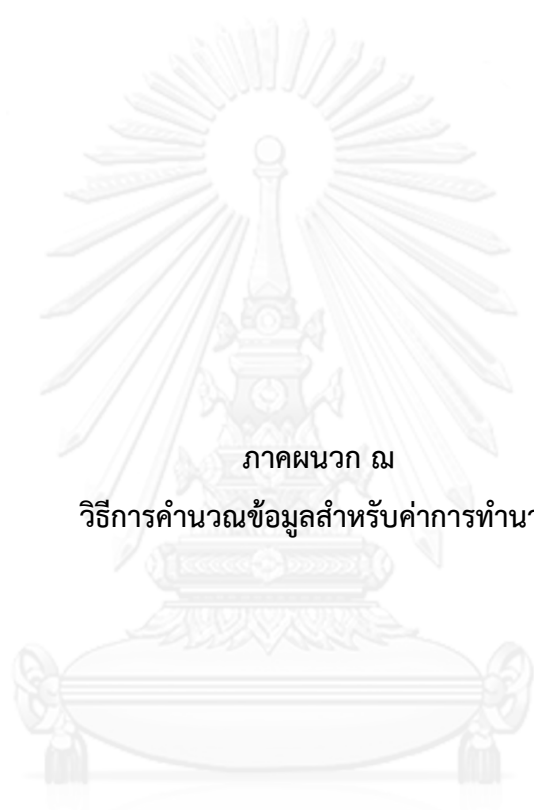 ภาคผนวก ฌ
วิธีการคำนวณข้อมูลสำหรับค่าการทำนา